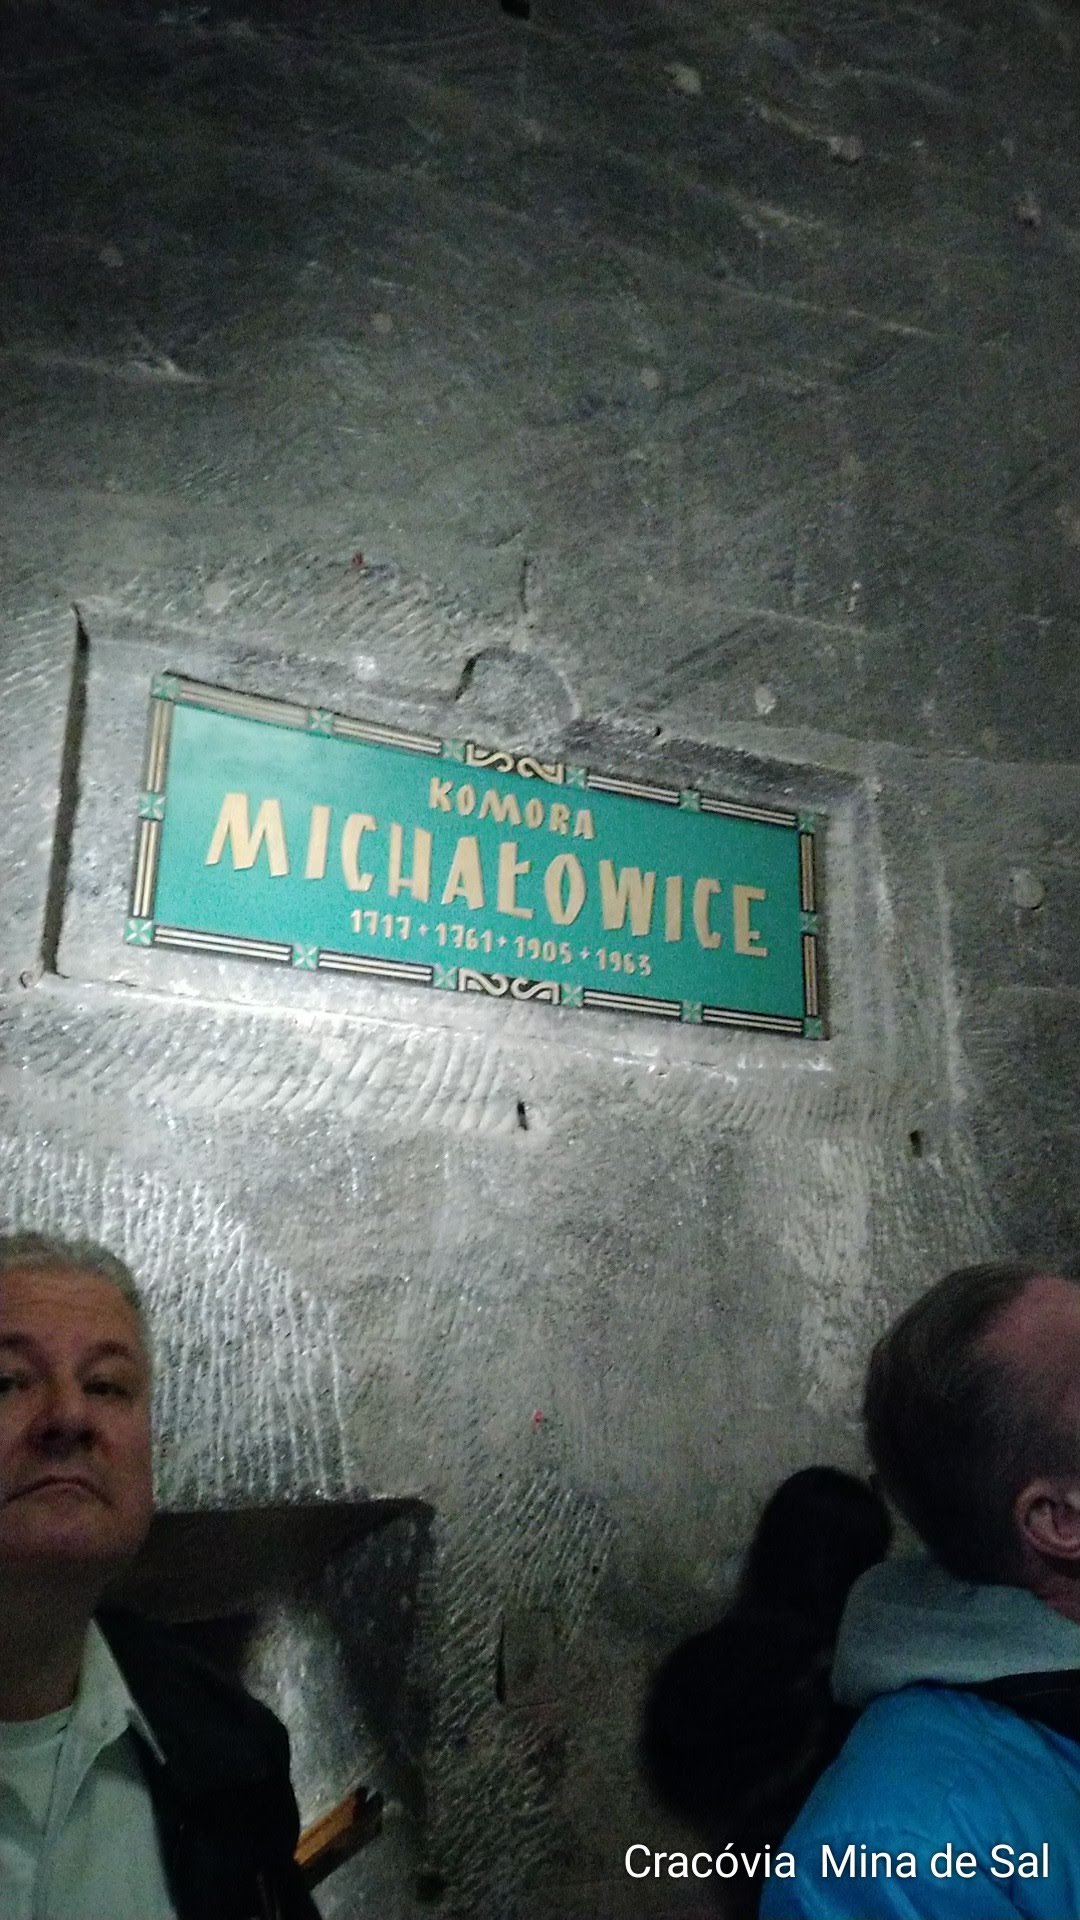 KOMORA
MICHAŁOWICE
1717 + 1761 + 1905 + 1963
Cracóvia Mina de Sal